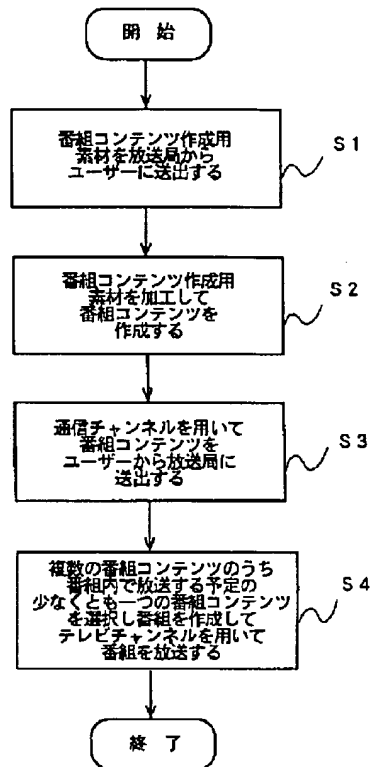 開 始
番組コンテンツ作成用
素材を放送局から
ユーザーに送出する
S1
番組コンテンツ作成用
素材を加工して
番組コンテンツを
作成する
S2
通信チャンネルを用いて
番組コンテンツを
ユーザーから放送局に
送出する
S3
複数の番組コンテンツのうち
番組内で放送する予定の
少なくとも一つの番組コンテンツ
を選択し番組を作成して
テレビチャンネルを用いて
番組を放送する
S4
終 了